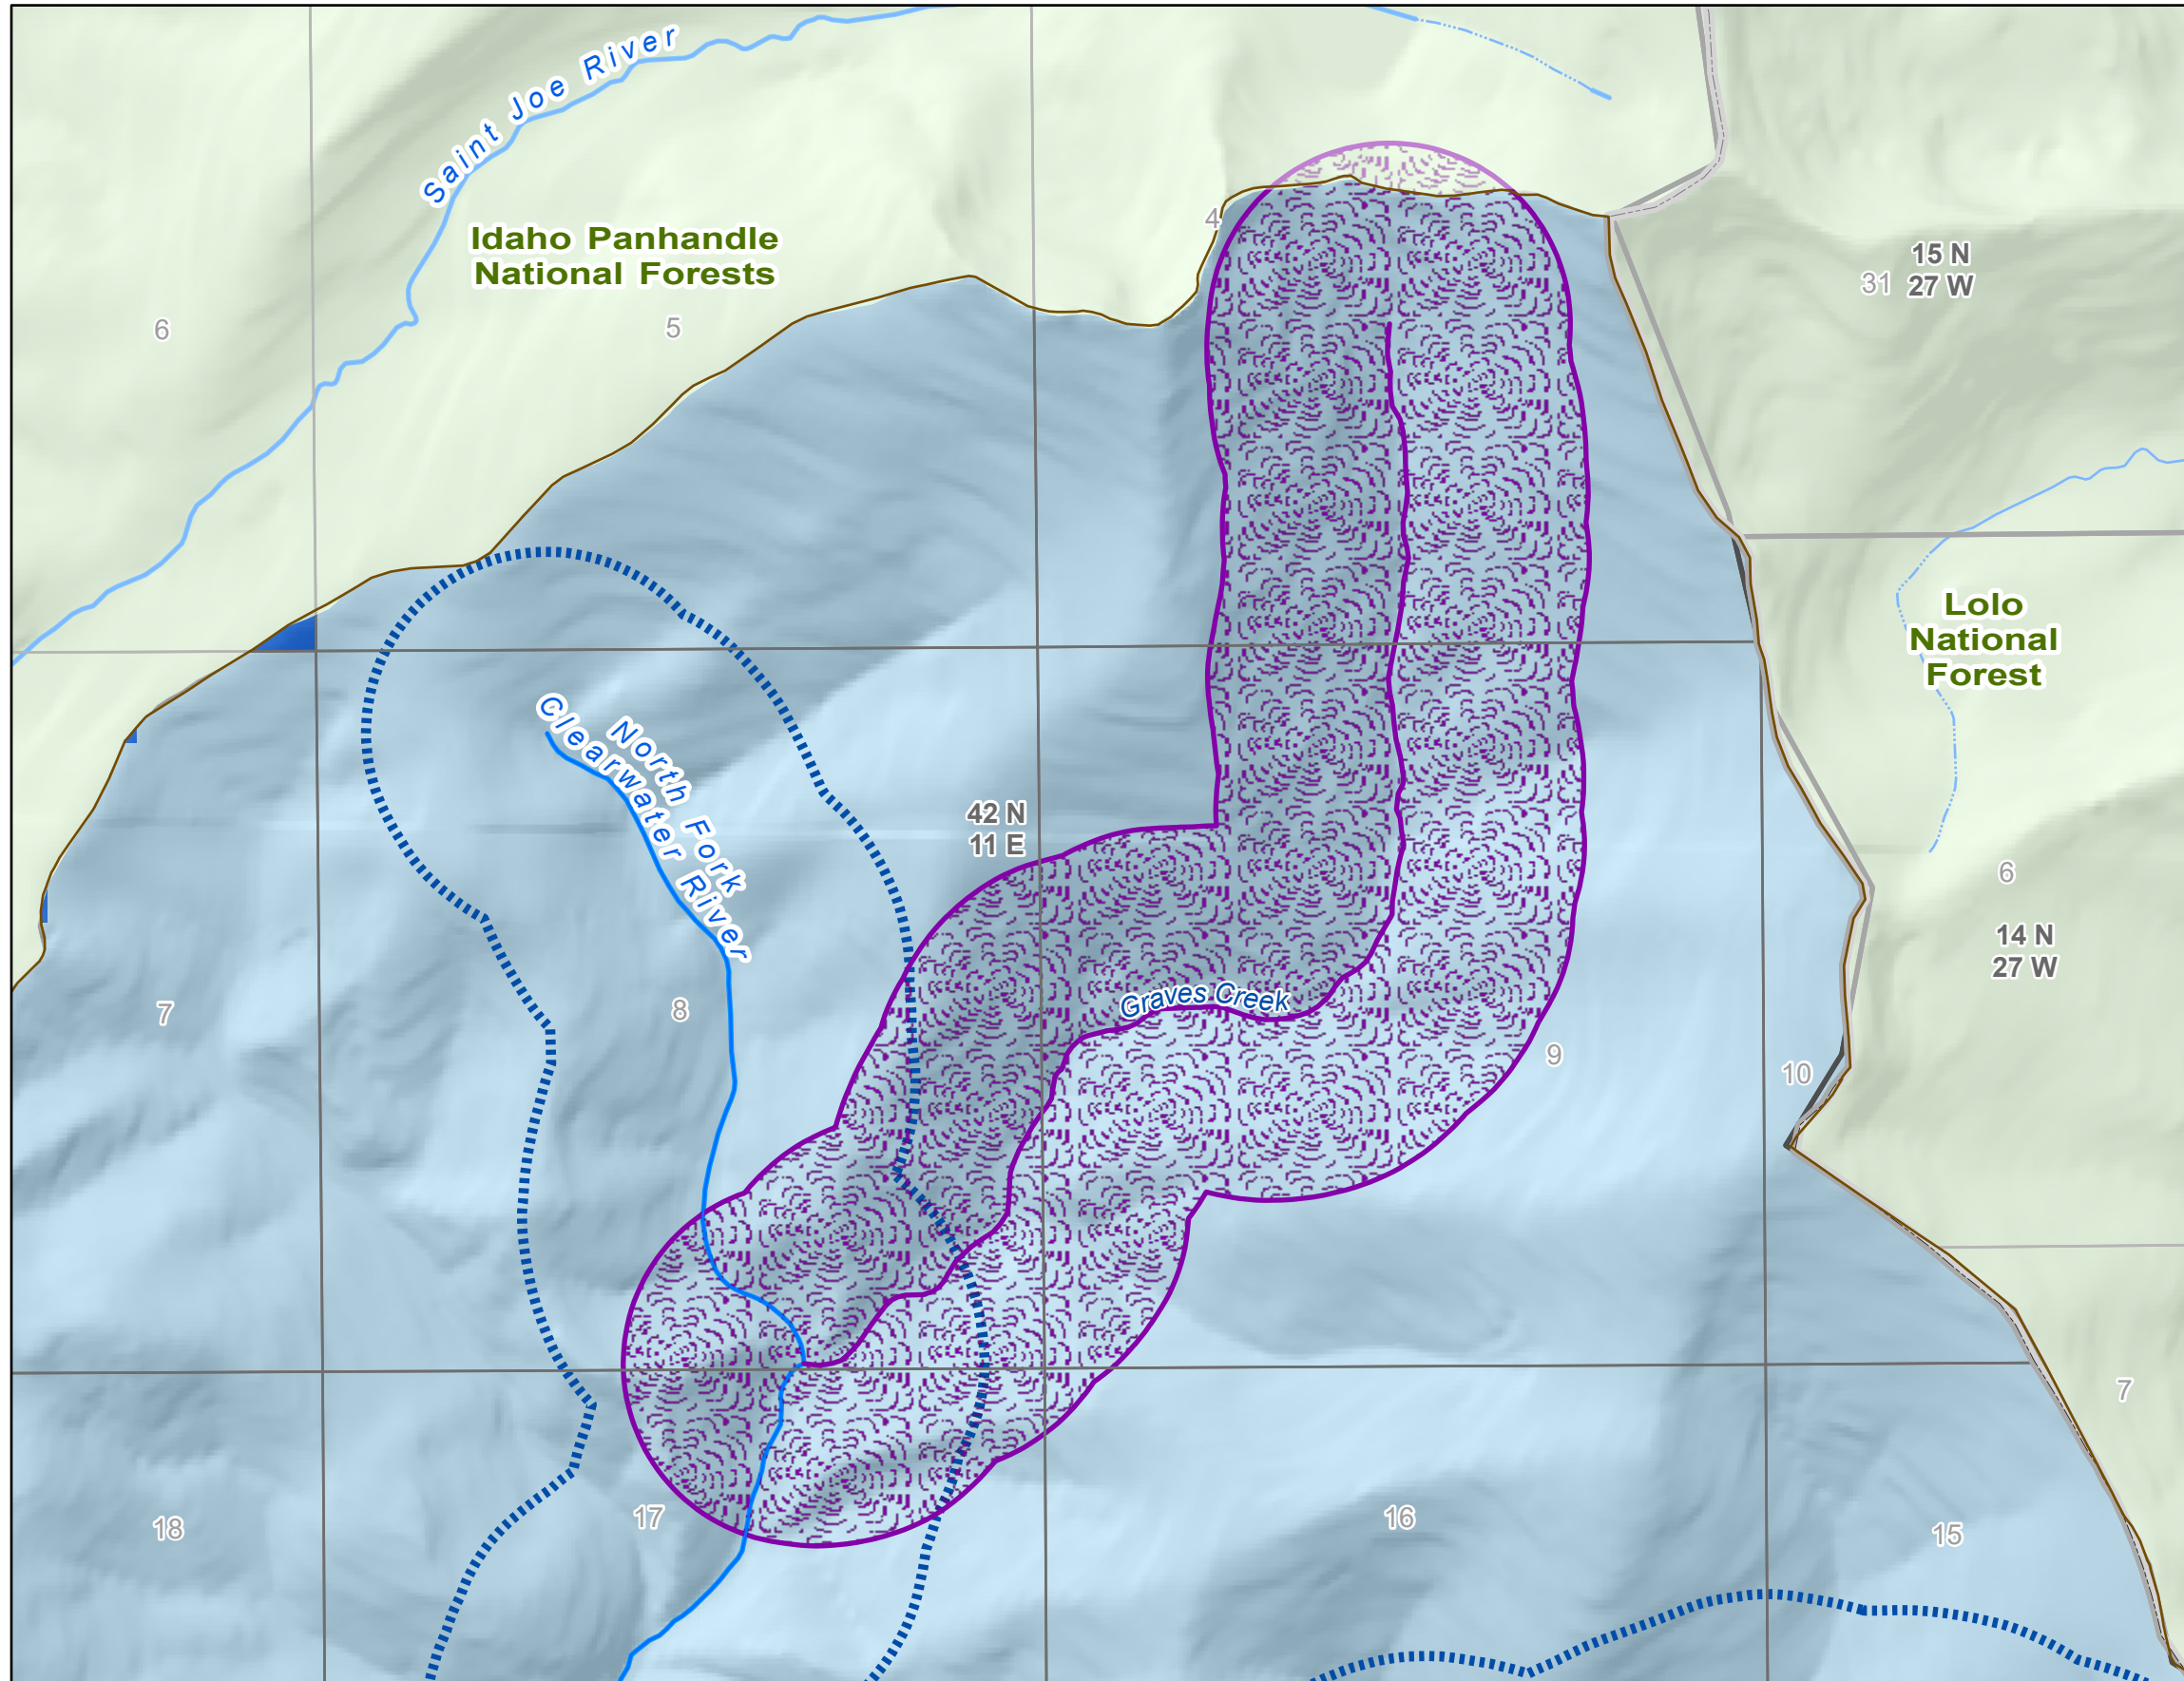 Saint Joe River
Idaho Panhandle
National Forests
4
15 N
31
27 W
6
5
Lolo
National
Forest
North Fork
Clearwater River
42 N
11 E
6
14 N
27 W
Graves Creek
7
8
9
10
7
18
17
16
15